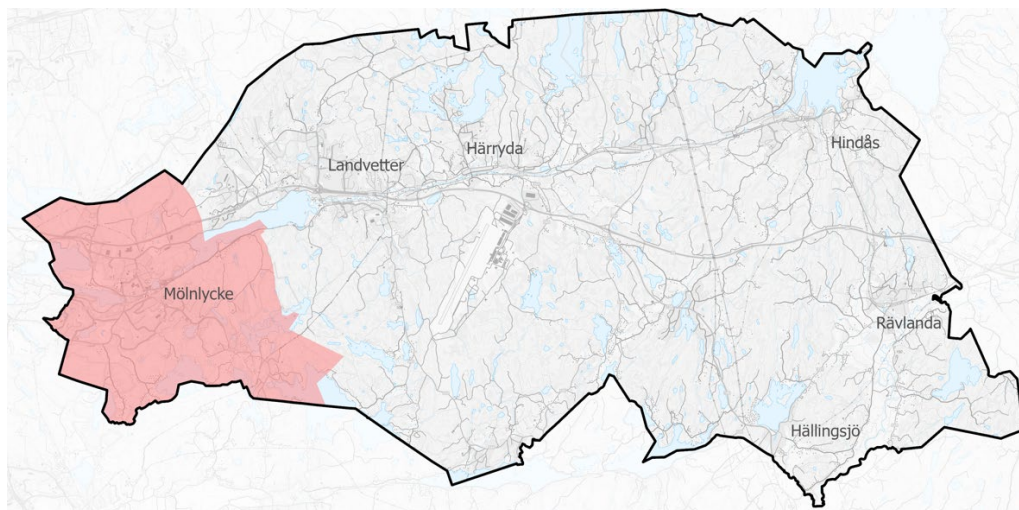 Härryda
Hindås
Landvetter
Mölnlycke
Rävlanda
Hällingsjö